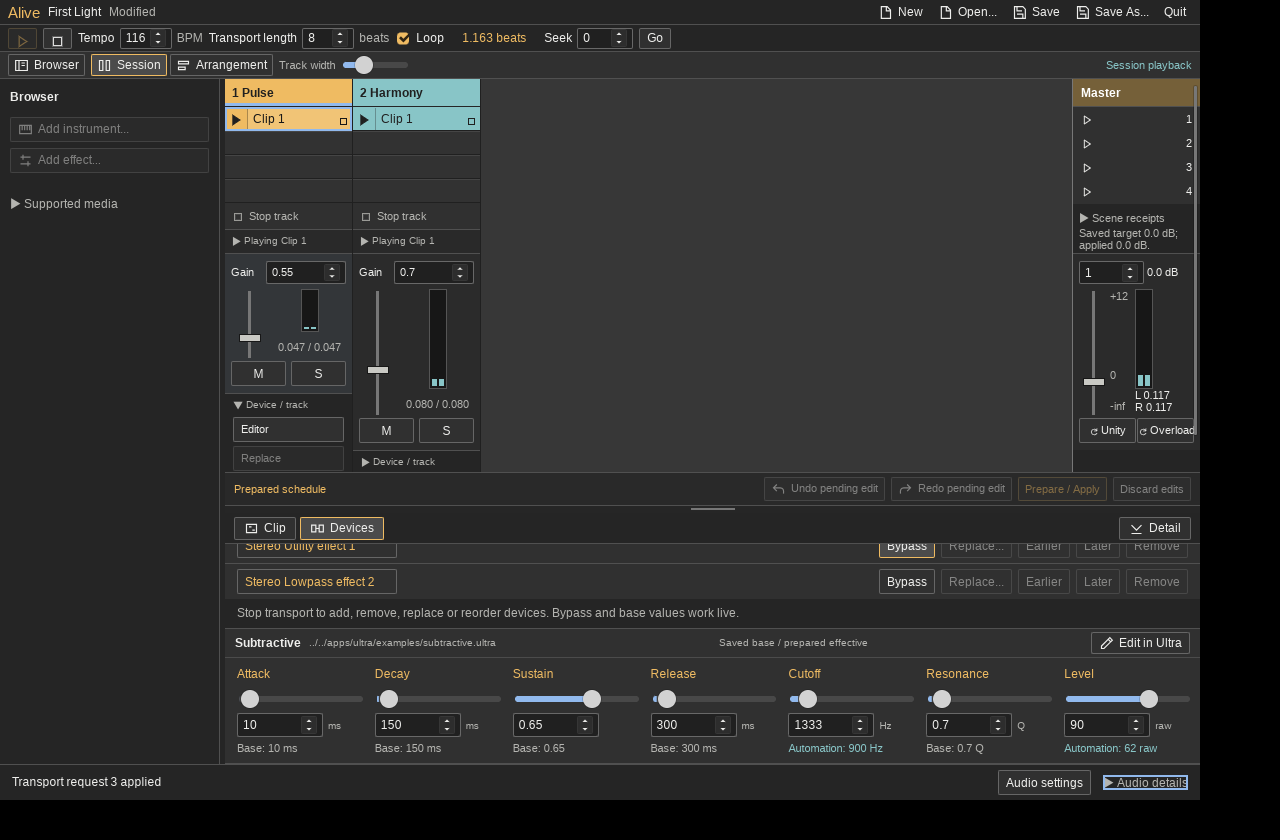 Alive First Light Modified New Open... Save Save As... Quit
Tempo 116 BPM Transport length 8 beats Loop 1.163 beats Seek 0 Go
Browser Session Arrangement Track width Session playback
Browser
Add instrument...
Add effect...
Supported media
1 Pulse 2 Harmony
Clip 1 Clip 1
Stop track Stop track
Playing Clip 1 Playing Clip 1
Gain 0.55 Gain 0.7
0.047 / 0.047
0.080 / 0.080
M S M S
Device / track
Editor
Replace
Device / track
Master
1
2
3
4
Scene receipts
Saved target 0.0 dB;
applied 0.0 dB.
1 0.0 dB
+12
0
-inf
L 0.117
R 0.117
Unity Overload
Prepared schedule Undo pending edit Redo pending edit Prepare / Apply Discard edits
Clip Devices Detail
Stereo Utility effect 1 Bypass Replace... Earlier Later Remove
Stereo Lowpass effect 2 Bypass Replace... Earlier Later Remove
Stop transport to add, remove, replace or reorder devices. Bypass and base values work live.
Subtractive ../../apps/ultra/examples/subtractive.ultra Saved base / prepared effective Edit in Ultra
Attack Decay Sustain Release Cutoff Resonance Level
10 ms 150 ms 0.65 300 ms 1333 Hz 0.7 Q 90 raw
Base: 10 ms Base: 150 ms Base: 0.65 Base: 300 ms Automation: 900 Hz Base: 0.7 Q Automation: 62 raw
Transport request 3 applied Audio settings Audio details